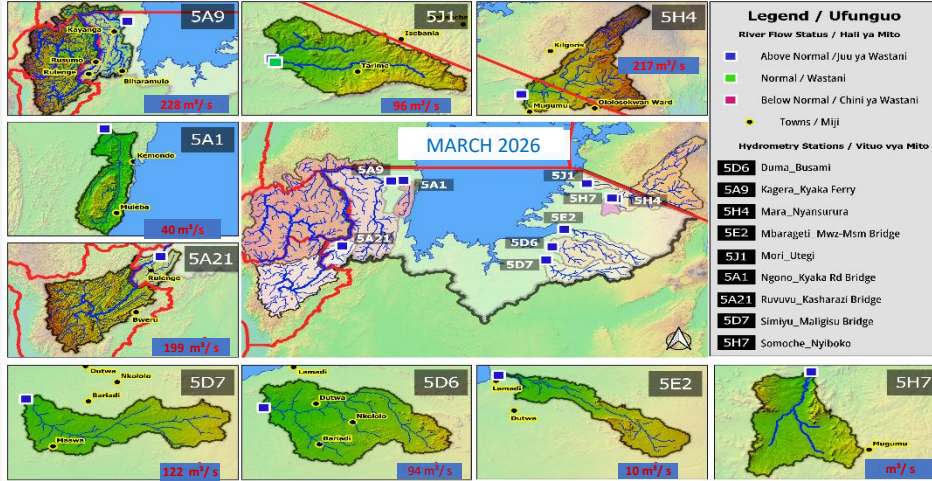 5A9
Kayanga
Rusumo
Rulenge
Biharamulo
228 m³/ s
5J1
Isebania
Tarime
96 m³/ s
5H4
Kilgoris
217 m³/ s
Mugumu
Ololosokwan Ward
Legend / Ufunguo
River Flow Status / Hali ya Mito
Above Normal /Juu ya Wastani
Normal / Wastani
Below Normal / Chini ya Wastani
Towns / Miji
Hydrometry Stations / Vituo vya Mito
5D6 Duma_Busami
5A9 Kagera_Kyaka Ferry
5H4 Mara_Nyansurura
5E2 Mbarageti_Mwz-Msm Bridge
5J1 Mori_Utegi
5A1 Ngono_Kyaka Rd Bridge
5A21 Ruvuvu_Kasharazi Bridge
5D7 Simiyu_Maligisu Bridge
5H7 Somoche_Nyiboko
5A1
Kemondo
Muleba
40 m³/ s
MARCH 2026
5A9
5A1
5J1
5H7
5H4
5E2
5A21
5D6
5D7
5A21
Rulenge
Bweru
199 m³/ s
5D7
Dutwa
Nkololo
Bariadi
Maswa
122 m³/ s
5D6
Lamadi
Dutwa
Nkololo
Bariadi
94 m³/ s
5E2
Lamadi
Dutwa
10 m³/ s
5H7
Mugumu
m³/ s